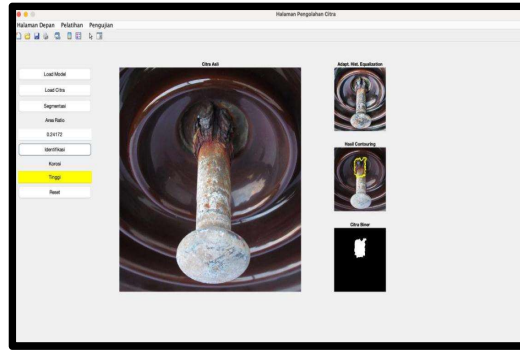 Halaman Pengolahan Citra
Halaman Depan Pelatihan Pengujian
Load Model
Load Citra
Segmentasi
Area Ratio
0.24172
Identifikasi
Korosi
Tinggi
Reset
Citra Asli
Adapt. Hist. Equalization
Hasil Contouring
Citra Biner